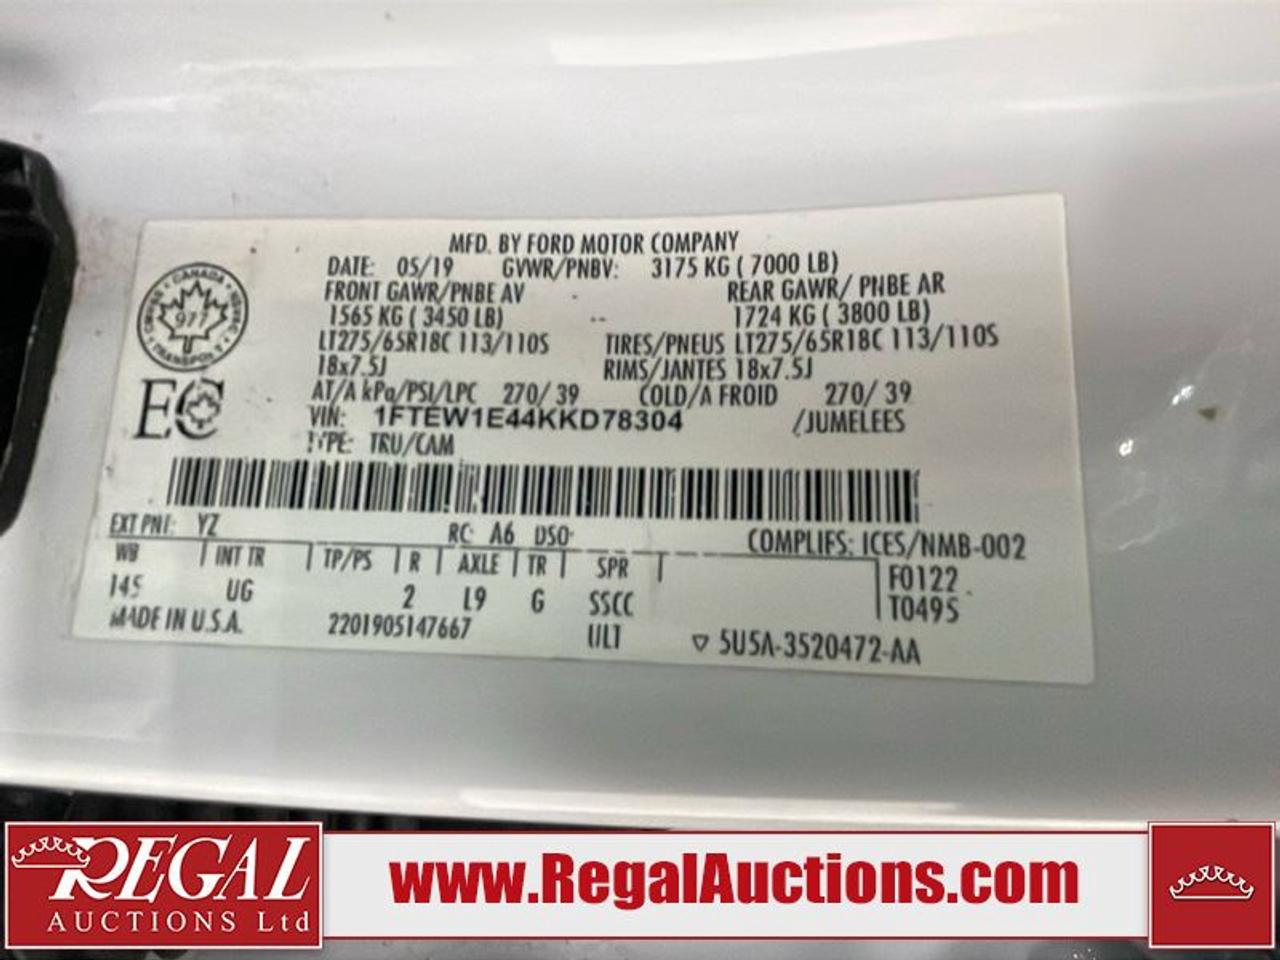 MFD. BY FORD MOTOR COMPANY
DATE: 05/19 GVWR/PNBV: 3175 KG ( 7000 LB)
FRONT GAWR/PNBE AV REAR GAWR/ PNBE AR
1565 KG ( 3450 LB) -- 1724 KG ( 3800 LB)
LT275/65R18C 113/110S TIRES/PNEUS LT275/65R18C 113/110S
18x7.5J RIMS/JANTES 18x7.5J
AT/A kPa/PSI/LPC 270/ 39 COLD/A FROID 270/ 39
VIN: 1FTEW1E44KKD78304 /JUMELEES
TYPE: TRU/CAM
CANADA
977
TRANSPORT
EC
EXT PNT: YZ RC: A6 DSO:
COMPLIES: ICES/NMB-002
WB INT TR TP/PS R AXLE TR SPR
145 UG 2 L9 G SSCC
F0122
T0495
MADE IN U.S.A. 2201905147667 ULT ▽ 5U5A-3520472-AA
REGAL
AUCTIONS Ltd
www.RegalAuctions.com